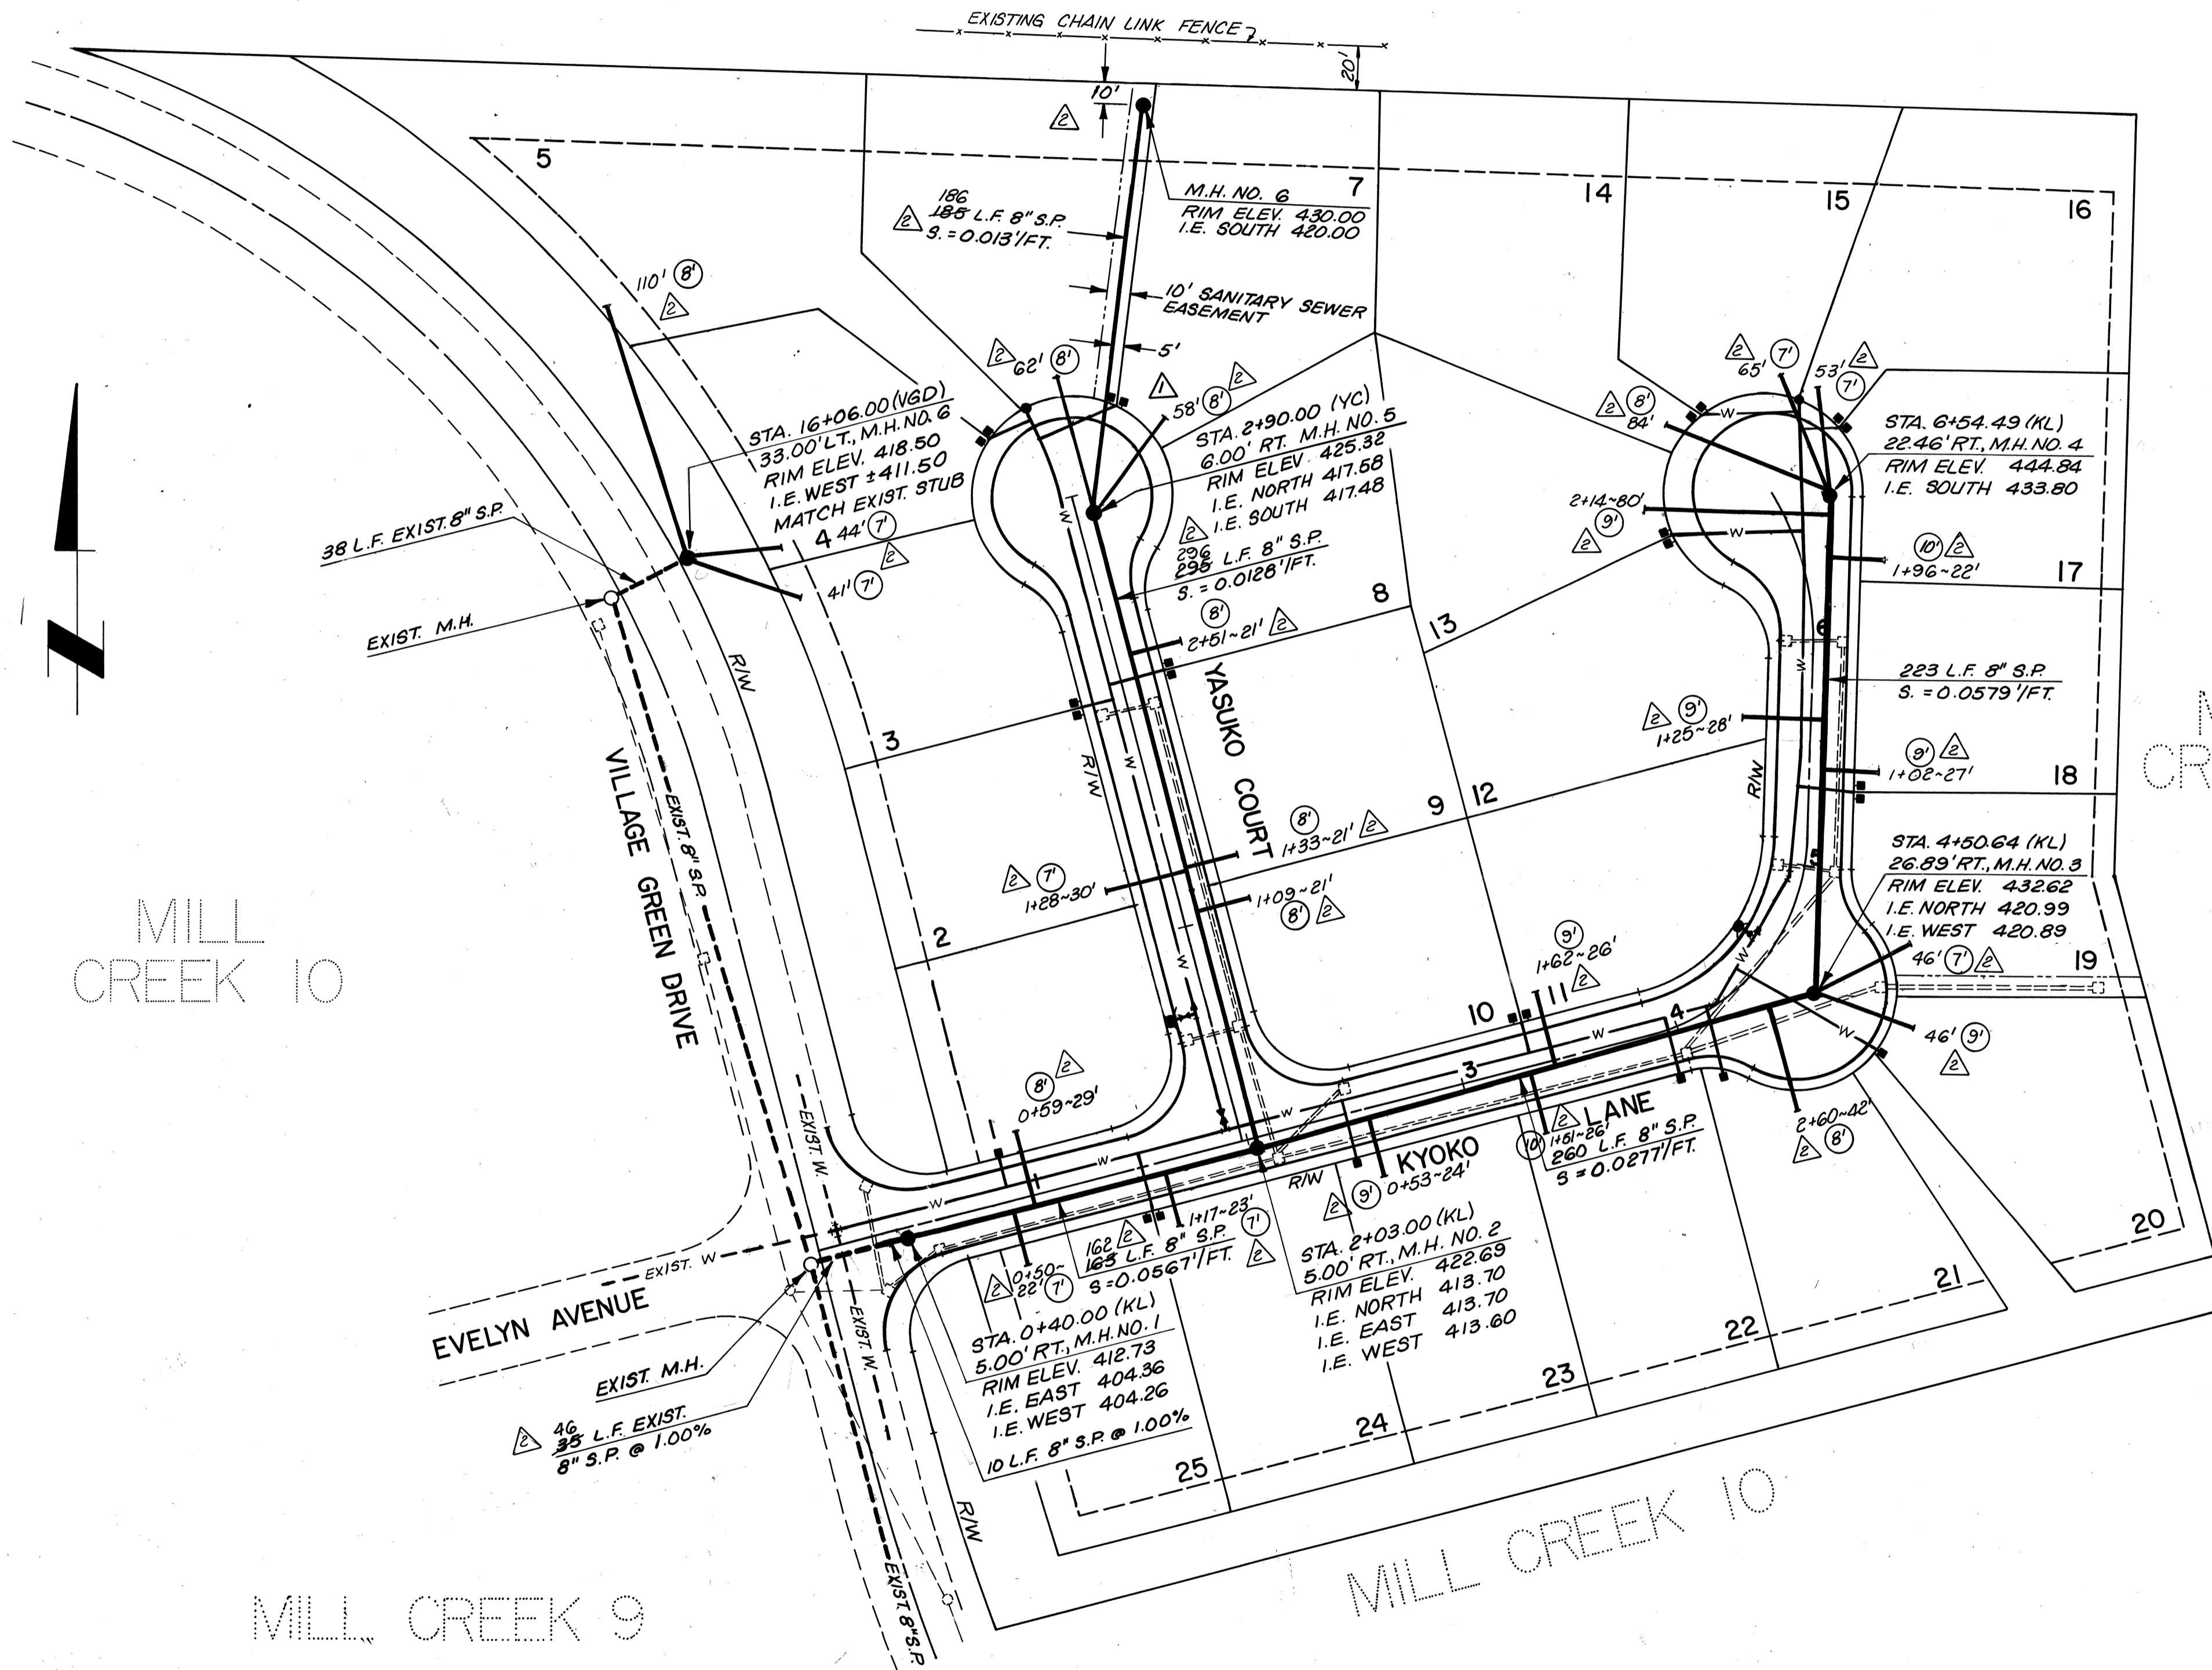 EXISTING CHAIN LINK FENCE
20'
10'
2
5
7
14
15
16
M.H. NO. 6
RIM ELEV. 430.00
I.E. SOUTH 420.00
186
2 185 L.F. 8" S.P.
S. = 0.013'/FT.
10' SANITARY SEWER
EASEMENT
5'
110' 8'
2
2 62' 8'
1
58' 8' 2
2 65' 7'
53' 2
7'
2 8'
84'
STA. 16+06.00 (VGD)
33.00' LT., M.H. NO. 6
RIM ELEV. 418.50
I.E. WEST ±411.50
MATCH EXIST. STUB
4 44' 7'
2
41' 7'
STA. 2+90.00 (YC)
6.00' RT. M.H. NO. 5
RIM ELEV. 425.32
I.E. NORTH 417.58
2 I.E. SOUTH 417.48
296
295 L.F. 8" S.P.
S. = 0.0128'/FT.
8'
2+51~21' 2
STA. 6+54.49 (KL)
22.46' RT., M.H. NO. 4
RIM ELEV. 444.84
I.E. SOUTH 433.80
2+14~80'
9'
2
10' 2
1+96~22'
17
38 L.F. EXIST. 8" S.P.
EXIST. M.H.
N
R/W
8
13
6
223 L.F. 8" S.P.
S. = 0.0579'/FT.
2 9'
1+25~28'
9' 2
1+02~27'
18
3
R/W
W
YASUKO COURT
VILLAGE GREEN DRIVE
EXIST. 8" S.P.
9
12
R/W
W
8'
1+33~21' 2
2 7'
1+28~30'
1+09~21'
8' 2
2
5
STA. 4+50.64 (KL)
26.89' RT., M.H. NO. 3
RIM ELEV. 432.62
I.E. NORTH 420.99
I.E. WEST 420.89
46' 7' 2
19
MILL
CREEK 10
CR
9'
1+62~26'
2
10
11
4
3
W
46' 9'
2
8' 2
0+59~29'
EXIST. W.
W
W
KYOKO LANE
R/W
2 9' 0+53~24'
10' 1+51~26' 2
260 L.F. 8" S.P.
S = 0.0277'/FT.
2+60~42'
2 8'
EXIST. W
EVELYN AVENUE
EXIST. M.H.
46
2 35 L.F. EXIST.
8" S.P. @ 1.00%
EXIST. W.
2 0+50~
22' 7'
162 2
163 L.F. 8" S.P.
S=0.0567'/FT.
1+17~23'
7'
2
STA. 0+40.00 (KL)
5.00' RT., M.H. NO. 1
RIM ELEV. 412.73
I.E. EAST 404.36
I.E. WEST 404.26
10 L.F. 8" S.P. @ 1.00%
STA. 2+03.00 (KL)
5.00' RT., M.H. NO. 2
RIM ELEV. 422.69
I.E. NORTH 413.70
I.E. EAST 413.70
I.E. WEST 413.60
20
21
22
23
24
25
R/W
EXIST. 8" S.P.
MILL CREEK 10
MILL CREEK 9